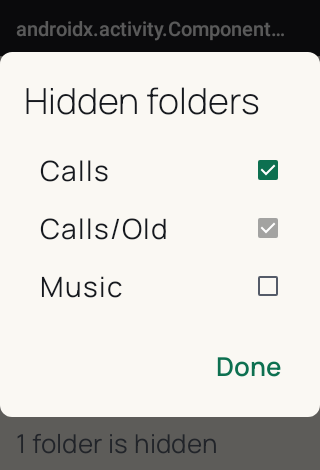 androidx.activity.Component...
Hidden folders
Calls
Calls/Old
Music
Done
1 folder is hidden